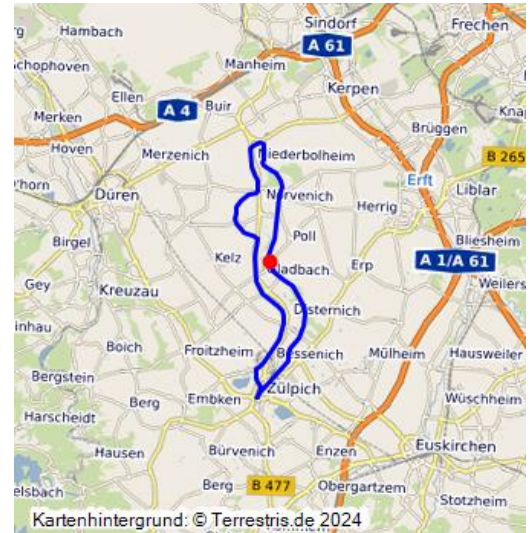 Hambach
Sindorf
Frechen
A 61
Schophoven
Manheim
Ellen
A 4
Buir
Kerpen
Merken
Hoven
Merzenich
Niederbolheim
Brüggen
B 265
Düren
Nörvenich
Herrig
Erft
Liblar
Birgel
Poll
Kelz
Gladbach
Erp
A 1/A 61
Bliesheim
Gey
Kreuzau
Weilers
Disternich
Boich
Froitzheim
Bessenich
Mülheim
Hausweiler
Bergstein
Berg
Embken
Zülpich
Wüschheim
Harscheidt
Hausen
Bürvenich
Enzen
Euskirchen
Berg
B 477
Obergartzem
Stotzheim
Kartenhintergrund: © Terrestris.de 2024